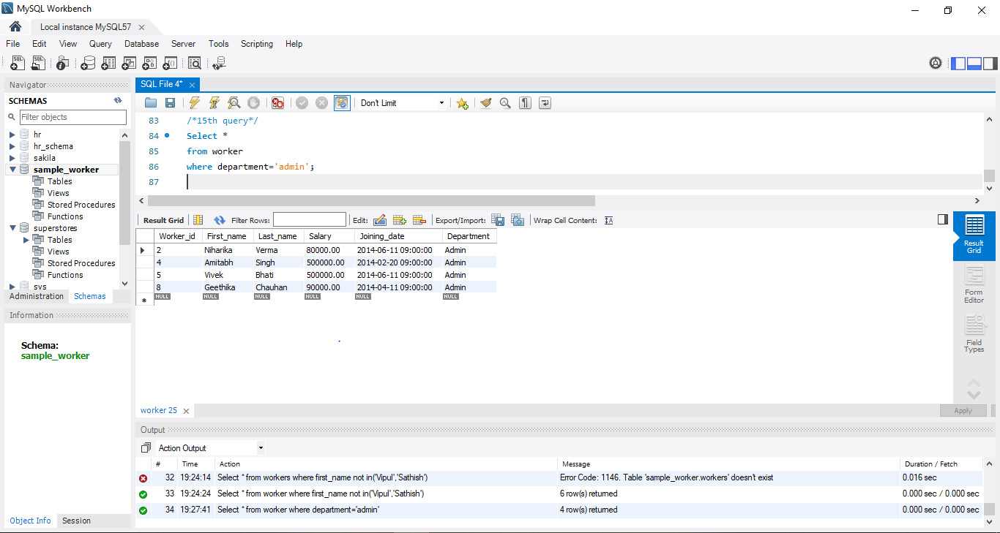 MySQL Workbench
Local instance MySQL57
File Edit View Query Database Server Tools Scripting Help
Navigator
SCHEMAS
Filter objects
hr
hr_schema
sakila
sample_worker
Tables
Views
Stored Procedures
Functions
superstores
Tables
Views
Stored Procedures
Functions
sys
Administration Schemas
Information
Schema:
sample_worker
Object Info Session
SQL File 4*
Don't Limit
83 /*15th query*/
84 Select *
85 from worker
86 where department='admin';
87
Result Grid Filter Rows: Edit: Export/Import: Wrap Cell Content:
Worker_id First_name Last_name Salary Joining_date Department
2 Niharika Verma 80000.00 2014-06-11 09:00:00 Admin
4 Amitabh Singh 500000.00 2014-02-20 09:00:00 Admin
5 Vivek Bhati 500000.00 2014-06-11 09:00:00 Admin
8 Geethika Chauhan 90000.00 2014-04-11 09:00:00 Admin
NULL NULL NULL NULL NULL NULL
Result
Grid
Form
Editor
Field
Types
worker 25
Apply
Output
Action Output
# Time Action Message Duration / Fetch
32 19:24:14 Select * from workers where first_name not in('Vipul','Sathish') Error Code: 1146. Table 'sample_worker.workers' doesn't exist 0.016 sec
33 19:24:24 Select * from worker where first_name not in('Vipul','Sathish') 6 row(s) returned 0.000 sec / 0.000 sec
34 19:27:41 Select * from worker where department='admin' 4 row(s) returned 0.000 sec / 0.000 sec